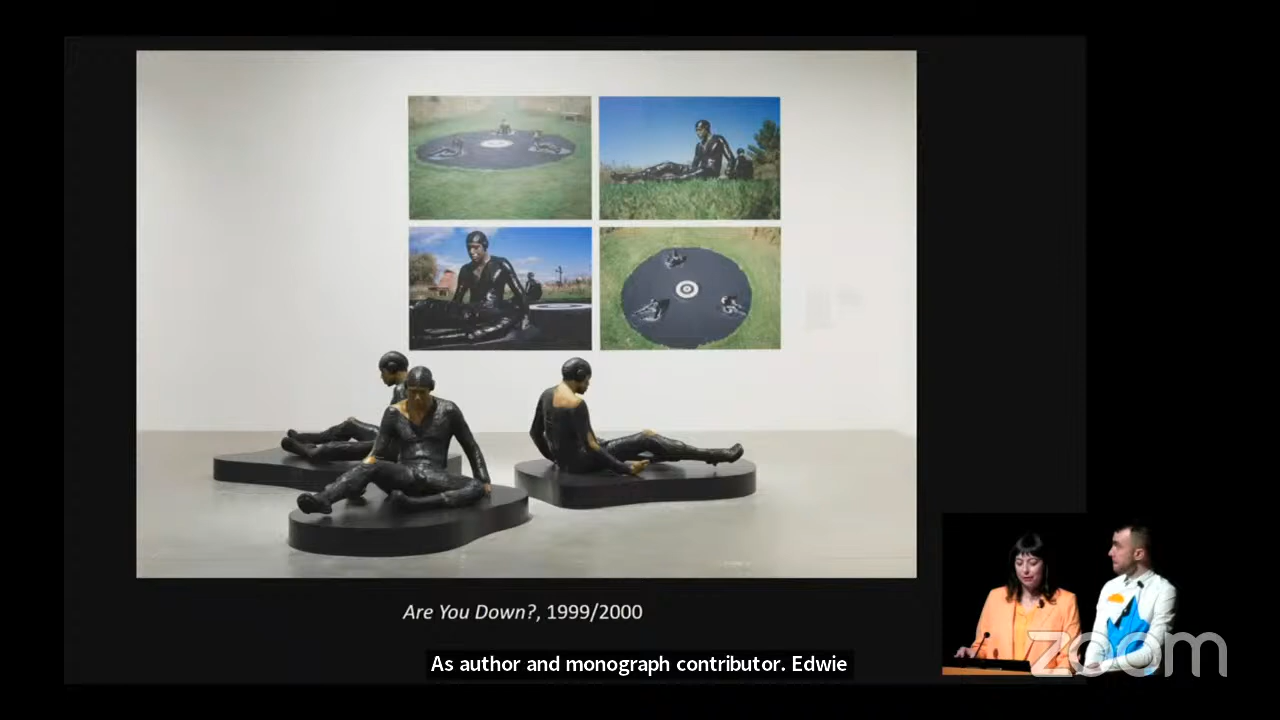 Are You Down?, 1999/2000
As author and monograph contributor. Edwie
zoom